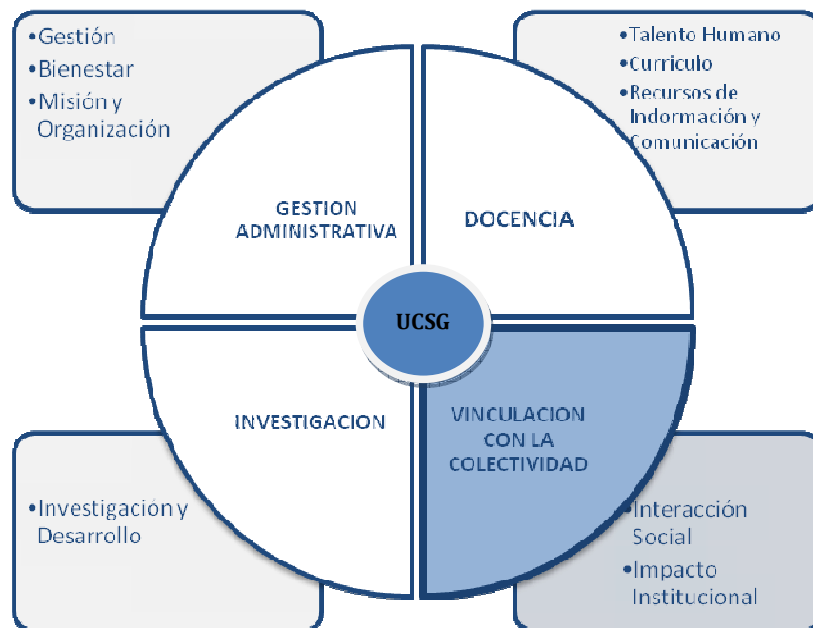 •Gestión
•Bienestar
•Misión y
Organización
•Talento Humano
•Curriculo
•Recursos de
Indormación y
Comunicación
GESTION
ADMINISTRATIVA
DOCENCIA
UCSG
INVESTIGACION
VINCULACION
CON LA
COLECTIVIDAD
•Investigación y
Desarrollo
•Interacción
Social
•Impacto
Institucional